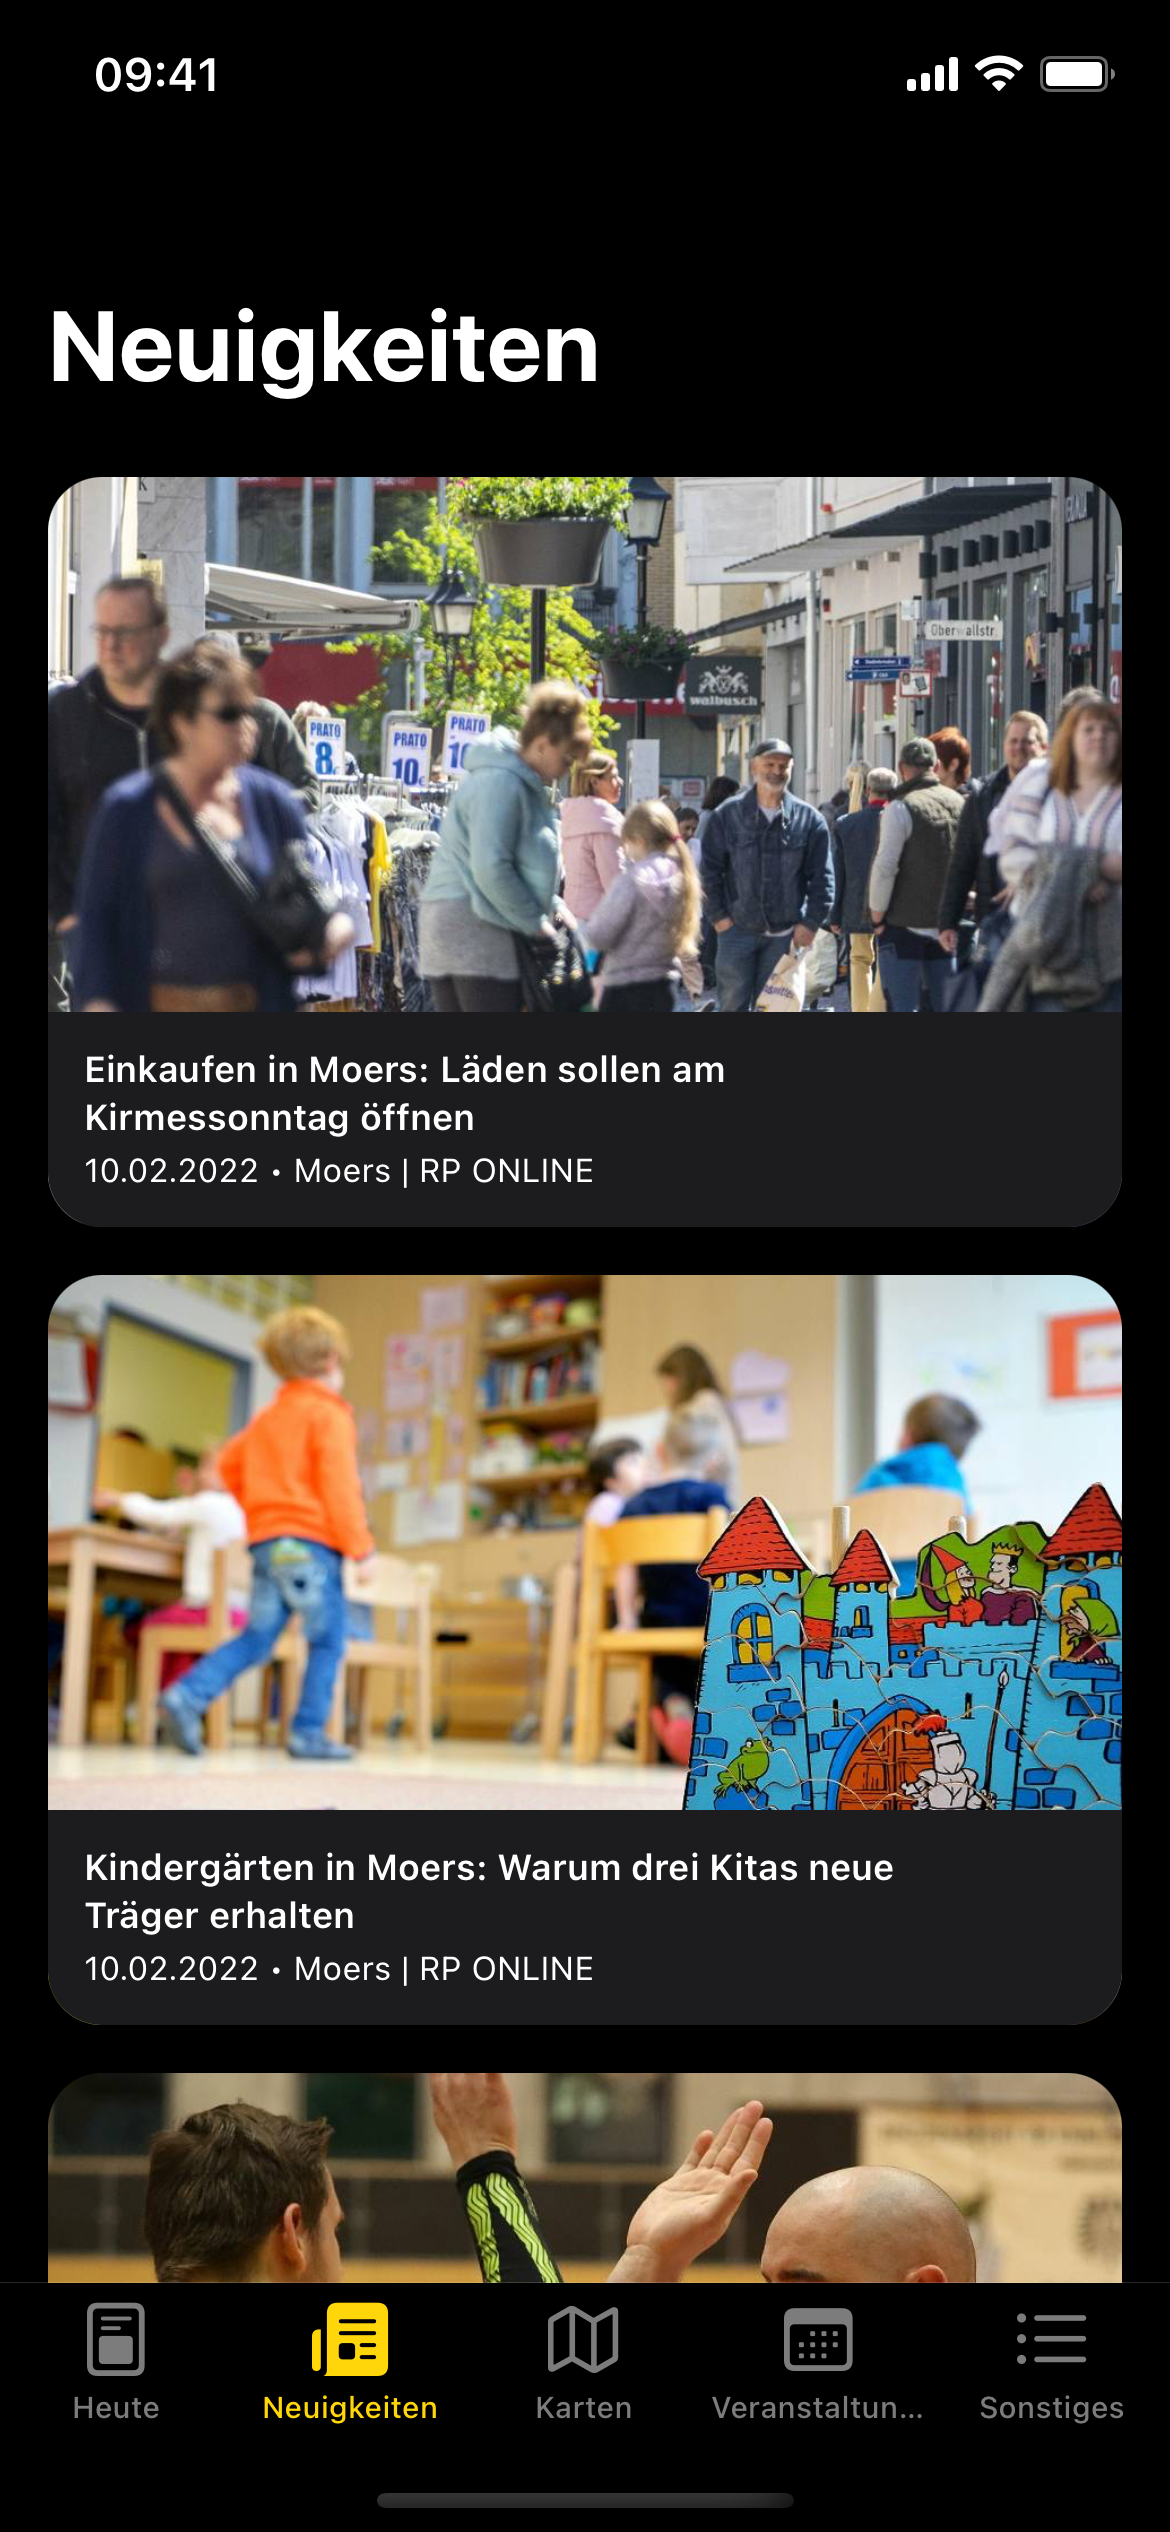 09:41
Neuigkeiten
Oberwallstr.
walbusch
PRATO
8
PRATO
10
PRATO
Einkaufen in Moers: Läden sollen am
Kirmessonntag öffnen
10.02.2022 • Moers | RP ONLINE
Kindergärten in Moers: Warum drei Kitas neue
Träger erhalten
10.02.2022 • Moers | RP ONLINE
Heute
Neuigkeiten
Karten
Veranstaltun...
Sonstiges